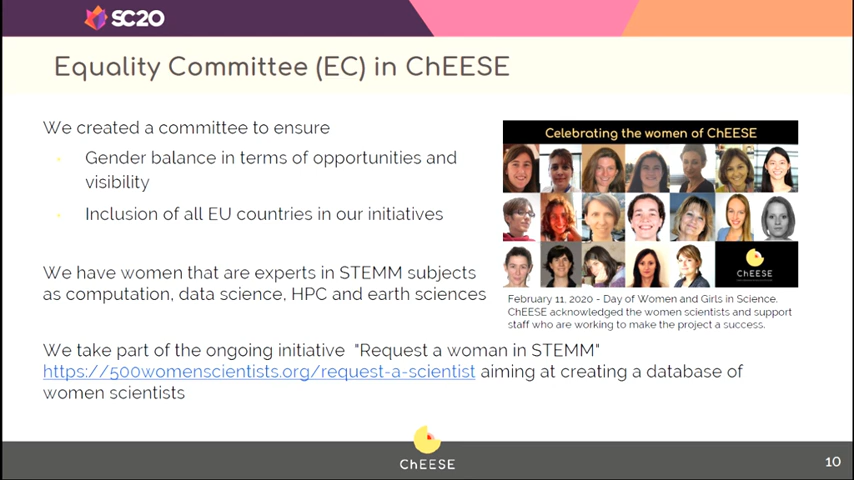 SC20
Equality Committee (EC) in ChEESE
We created a committee to ensure
Gender balance in terms of opportunities and
visibility
Inclusion of all EU countries in our initiatives
We have women that are experts in STEMM subjects
as computation, data science, HPC and earth sciences
Celebrating the women of ChEESE
ChEESE
February 11, 2020 - Day of Women and Girls in Science.
ChEESE acknowledged the women scientists and support
staff who are working to make the project a success.
We take part of the ongoing initiative "Request a woman in STEMM"
https://500womenscientists.org/request-a-scientist aiming at creating a database of
women scientists
ChEESE
10